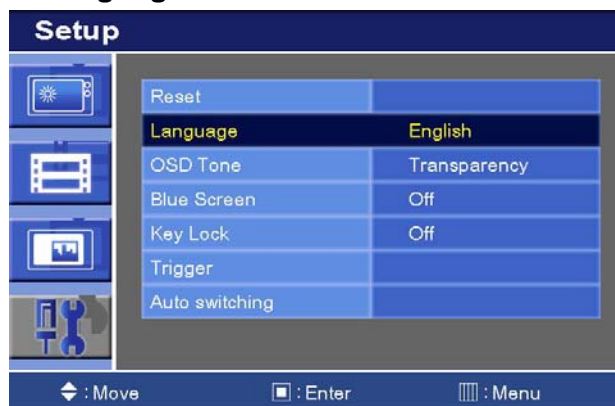 Setup
Reset
Language English
OSD Tone Transparency
Blue Screen Off
Key Lock Off
Trigger
Auto switching
: Move : Enter : Menu